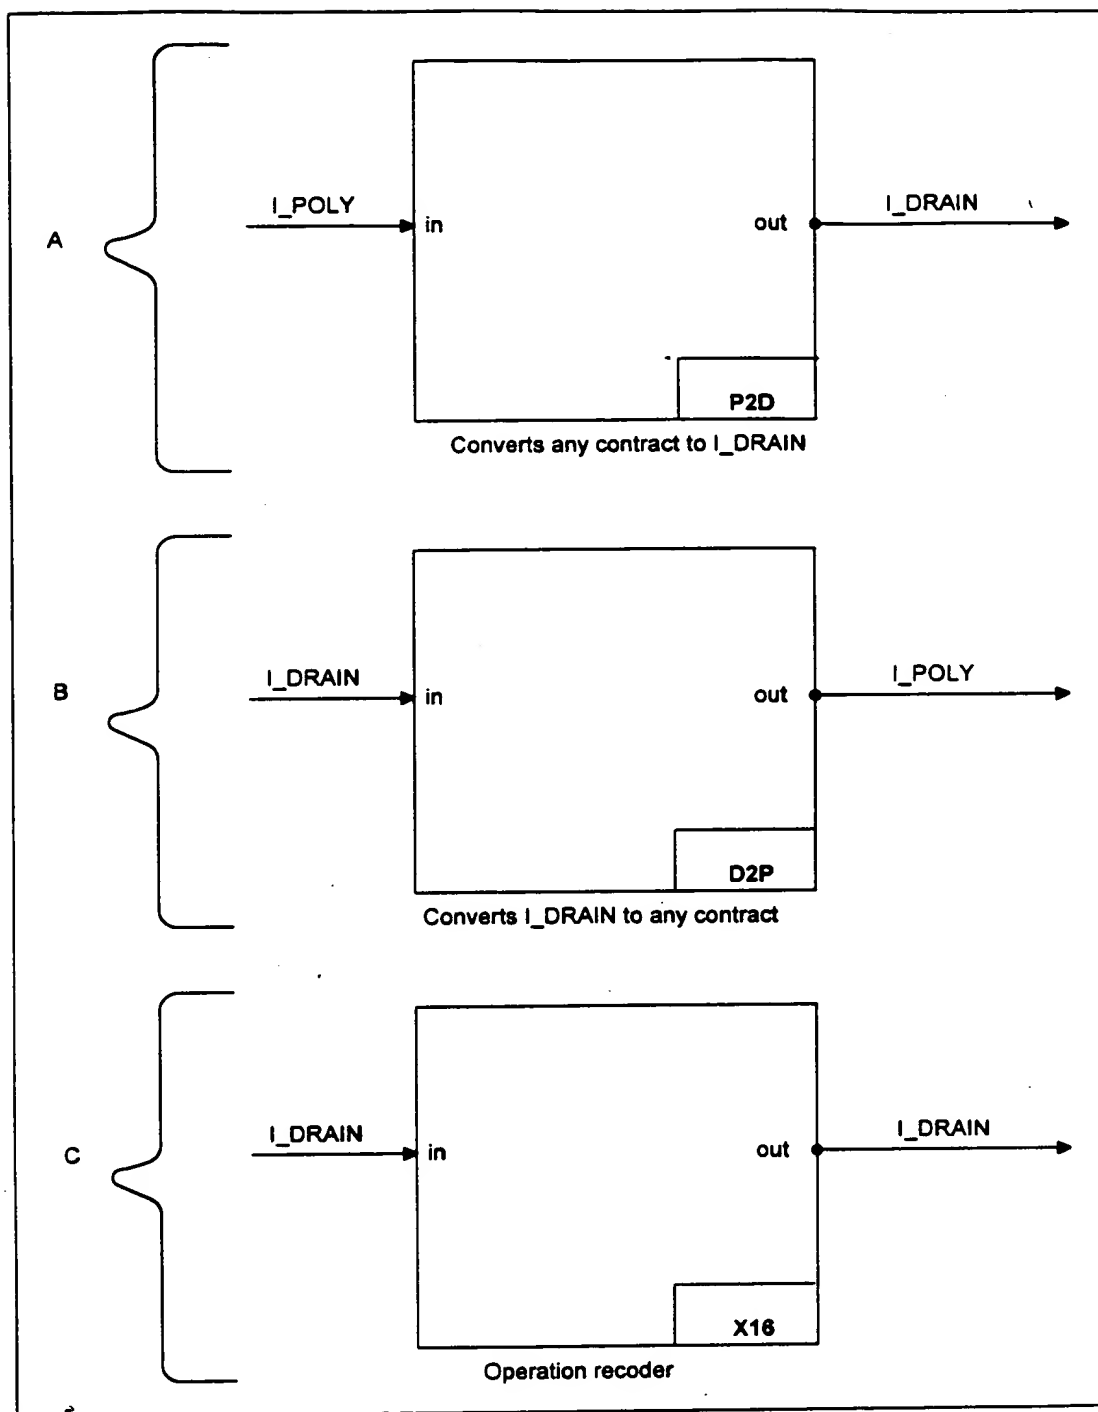 I_POLY
I_DRAIN
A
in
out
P2D
Converts any contract to I_DRAIN
I_DRAIN
I_POLY
B
in
out
D2P
Converts I_DRAIN to any contract
I_DRAIN
I_DRAIN
C
in
out
X16
Operation recoder